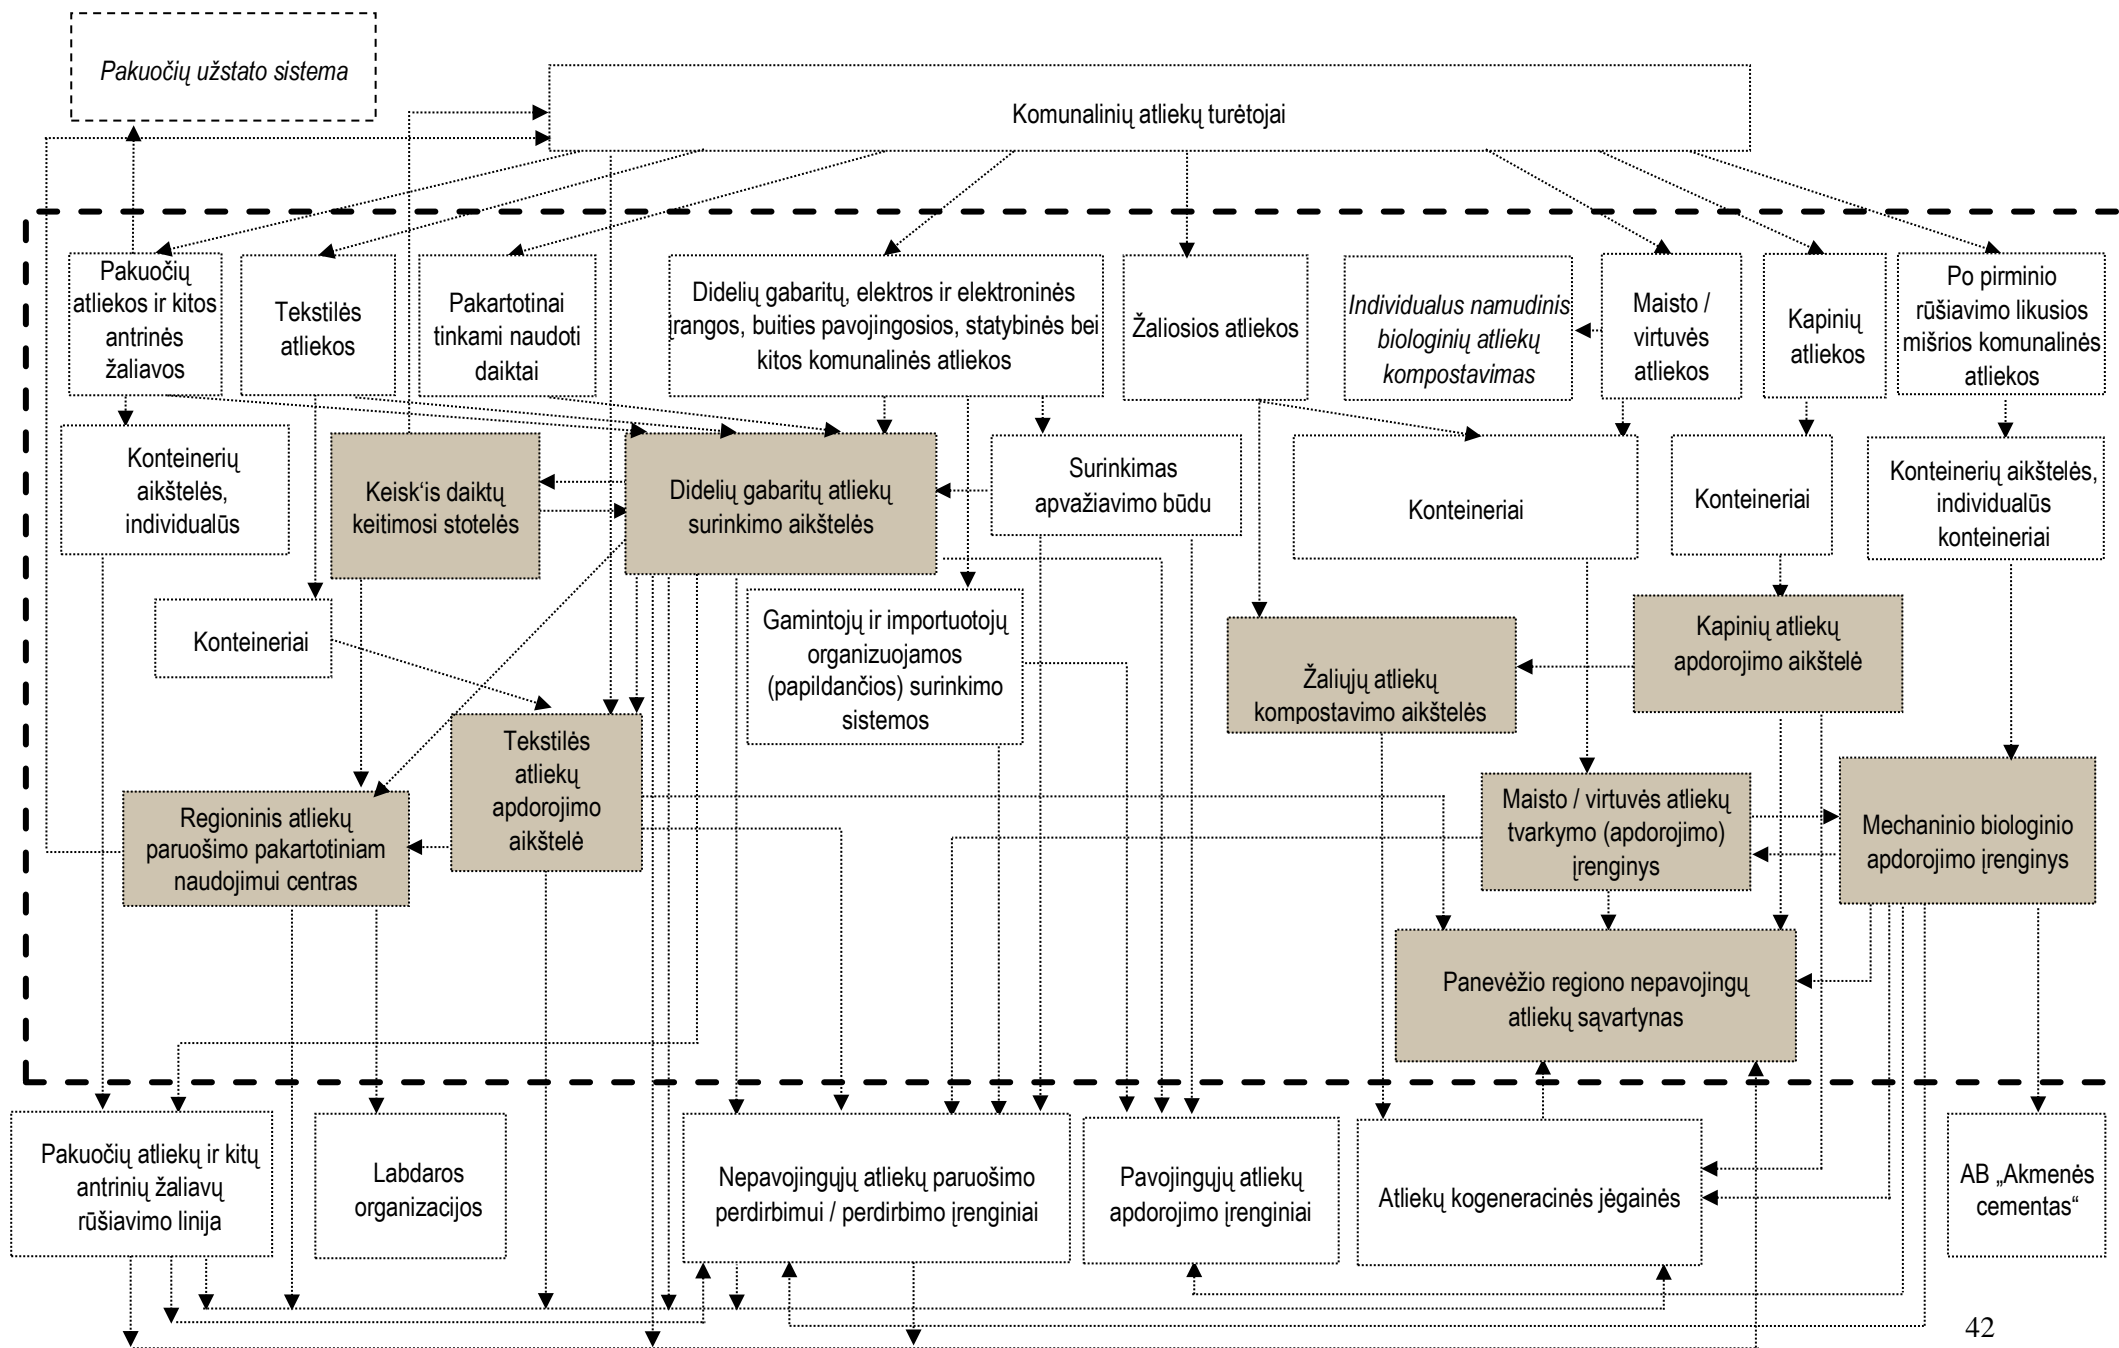 Pakuočių užstato sistema
Komunalinių atliekų turėtojai
Pakuočių
atliekos ir kitos
antrinės
žaliavos
Tekstilės
atliekos
Pakartotinai
tinkami naudoti
daiktai
Didelių gabaritų, elektros ir elektroninės
įrangos, buities pavojingosios, statybinės bei
kitos komunalinės atliekos
Žaliosios atliekos
Individualus namudinis
biologinių atliekų
kompostavimas
Maisto /
virtuvės
atliekos
Kapinių
atliekos
Po pirminio
rūšiavimo likusios
mišrios komunalinės
atliekos
Konteinerių
aikštelės,
individualūs
Keisk‘is daiktų
keitimosi stotelės
Didelių gabaritų atliekų
surinkimo aikštelės
Surinkimas
apvažiavimo būdu
Konteineriai
Konteineriai
Konteinerių aikštelės,
individualūs
konteineriai
Konteineriai
Gamintojų ir importuotojų
organizuojamos
(papildančios) surinkimo
sistemos
Žaliųjų atliekų
kompostavimo aikštelės
Kapinių atliekų
apdorojimo aikštelė
Tekstilės
atliekų
apdorojimo
aikštelė
Regioninis atliekų
paruošimo pakartotiniam
naudojimui centras
Maisto / virtuvės atliekų
tvarkymo (apdorojimo)
įrenginys
Mechaninio biologinio
apdorojimo įrenginys
Panevėžio regiono nepavojingų
atliekų sąvartynas
Pakuočių atliekų ir kitų
antrinių žaliavų
rūšiavimo linija
Labdaros
organizacijos
Nepavojingųjų atliekų paruošimo
perdirbimui / perdirbimo įrenginiai
Pavojingųjų atliekų
apdorojimo įrenginiai
Atliekų kogeneracinės jėgainės
AB „Akmenės
cementas“
42